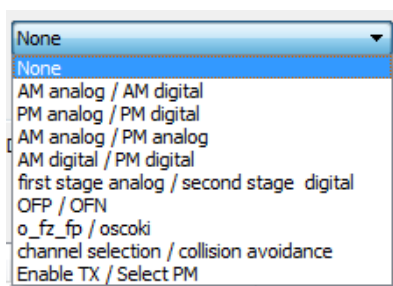 None
None
AM analog / AM digital
PM analog / PM digital
AM analog / PM analog
AM digital / PM digital
first stage analog / second stage  digital
OFP / OFN
o_fz_fp / oscoki
channel selection / collision avoidance
Enable TX / Select PM